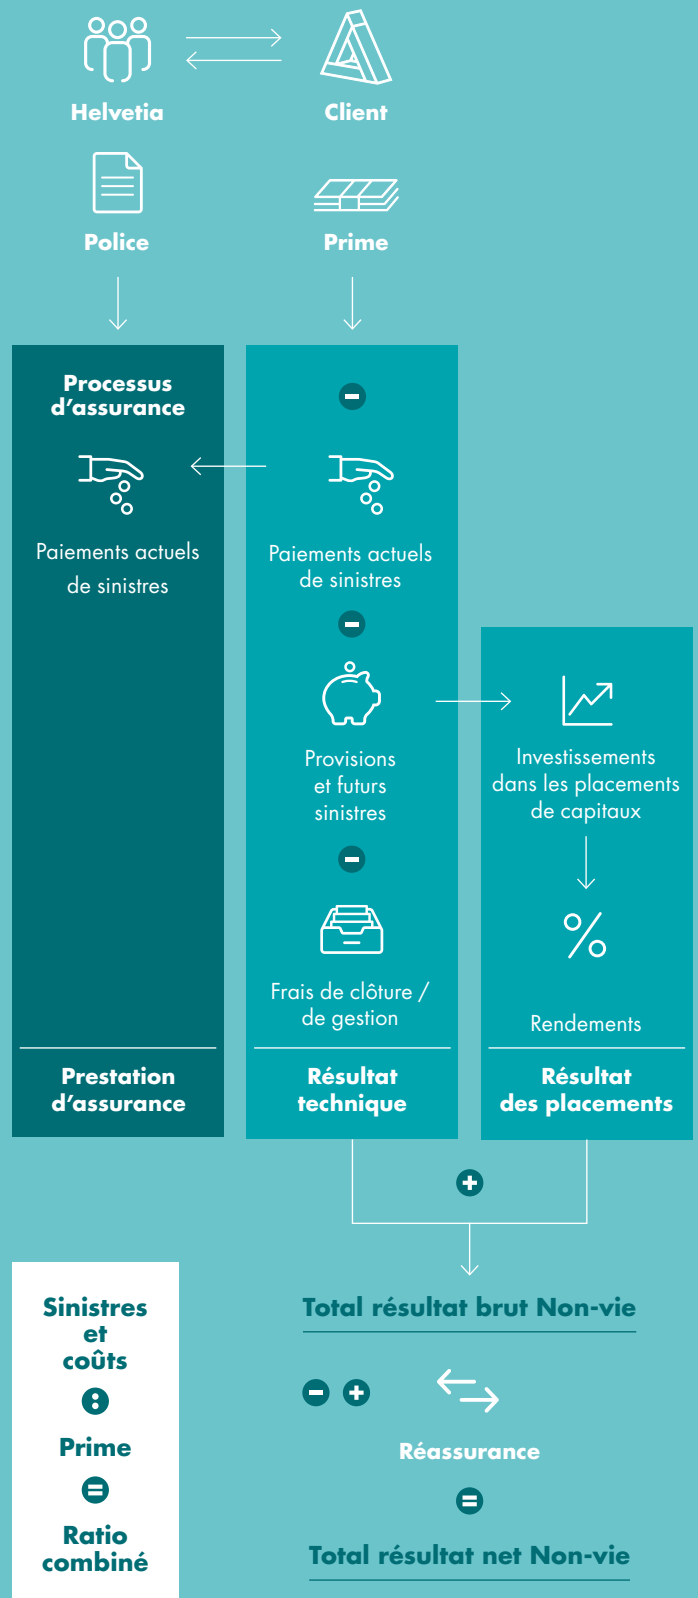 Helvetia
Client
Police
Prime
Processus
d’assurance
Paiements actuels
de sinistres
Prestation
d’assurance
Paiements actuels
de sinistres
Provisions
et futurs
sinistres
Frais de clôture /
de gestion
Résultat
technique
Investissements
dans les placements
de capitaux
Rendements
Résultat
des placements
Sinistres
et
coûts
Prime
Ratio
combiné
Total résultat brut Non-vie
Réassurance
Total résultat net Non-vie